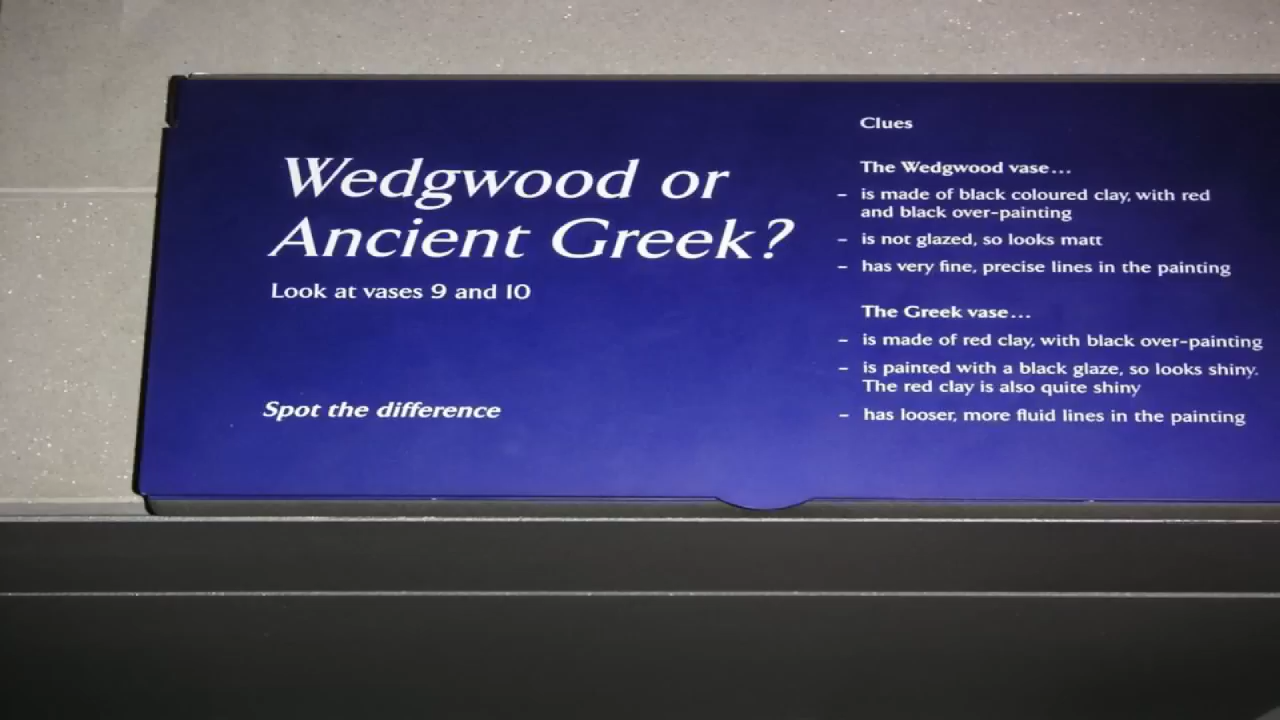 Wedgwood or
Ancient Greek?
Look at vases 9 and 10
Spot the difference
Clues
The Wedgwood vase...
– is made of black coloured clay, with red
and black over-painting
– is not glazed, so looks matt
– has very fine, precise lines in the painting
The Greek vase...
– is made of red clay, with black over-painting
– is painted with a black glaze, so looks shiny.
The red clay is also quite shiny
– has looser, more fluid lines in the painting